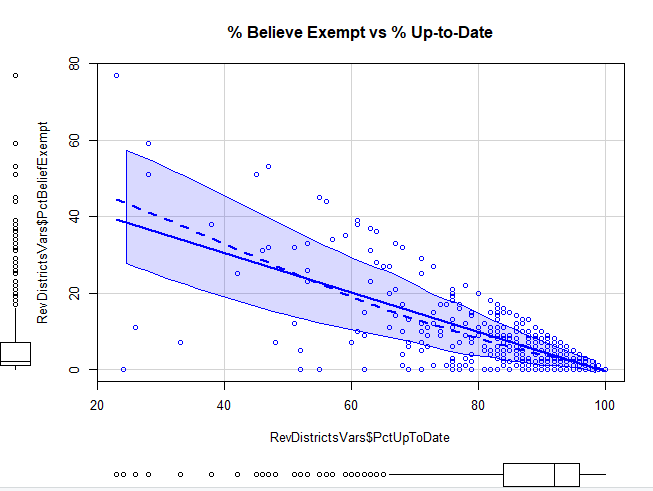 % Believe Exempt vs % Up-to-Date
80
60
40
20
0
RevDistrictsVars$PctBeliefExempt
20 40 60 80 100
RevDistrictsVars$PctUpToDate